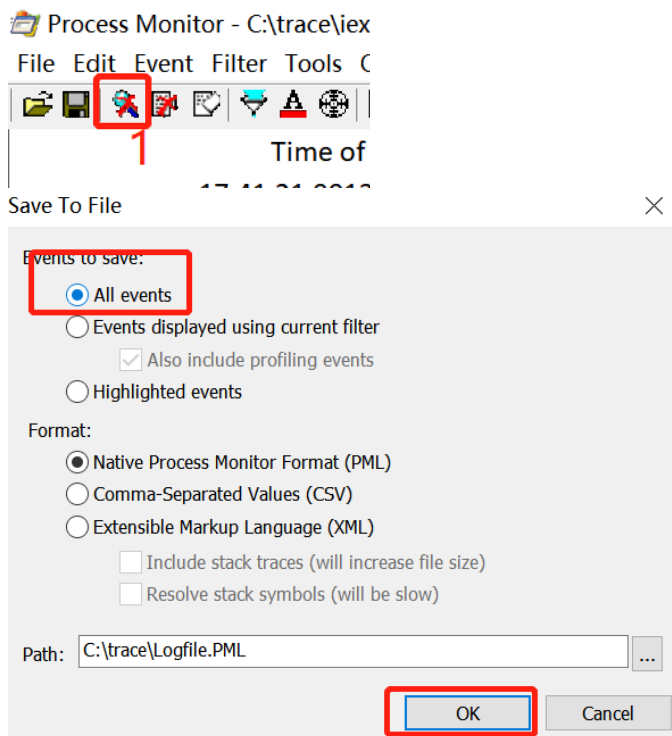 Process Monitor - C:\trace\iex
File Edit Event Filter Tools
1
Time of
Save To File
Events to save:
All events
Events displayed using current filter
Also include profiling events
Highlighted events
Format:
Native Process Monitor Format (PML)
Comma-Separated Values (CSV)
Extensible Markup Language (XML)
Include stack traces (will increase file size)
Resolve stack symbols (will be slow)
Path: C:\trace\Logfile.PML ...
OK Cancel